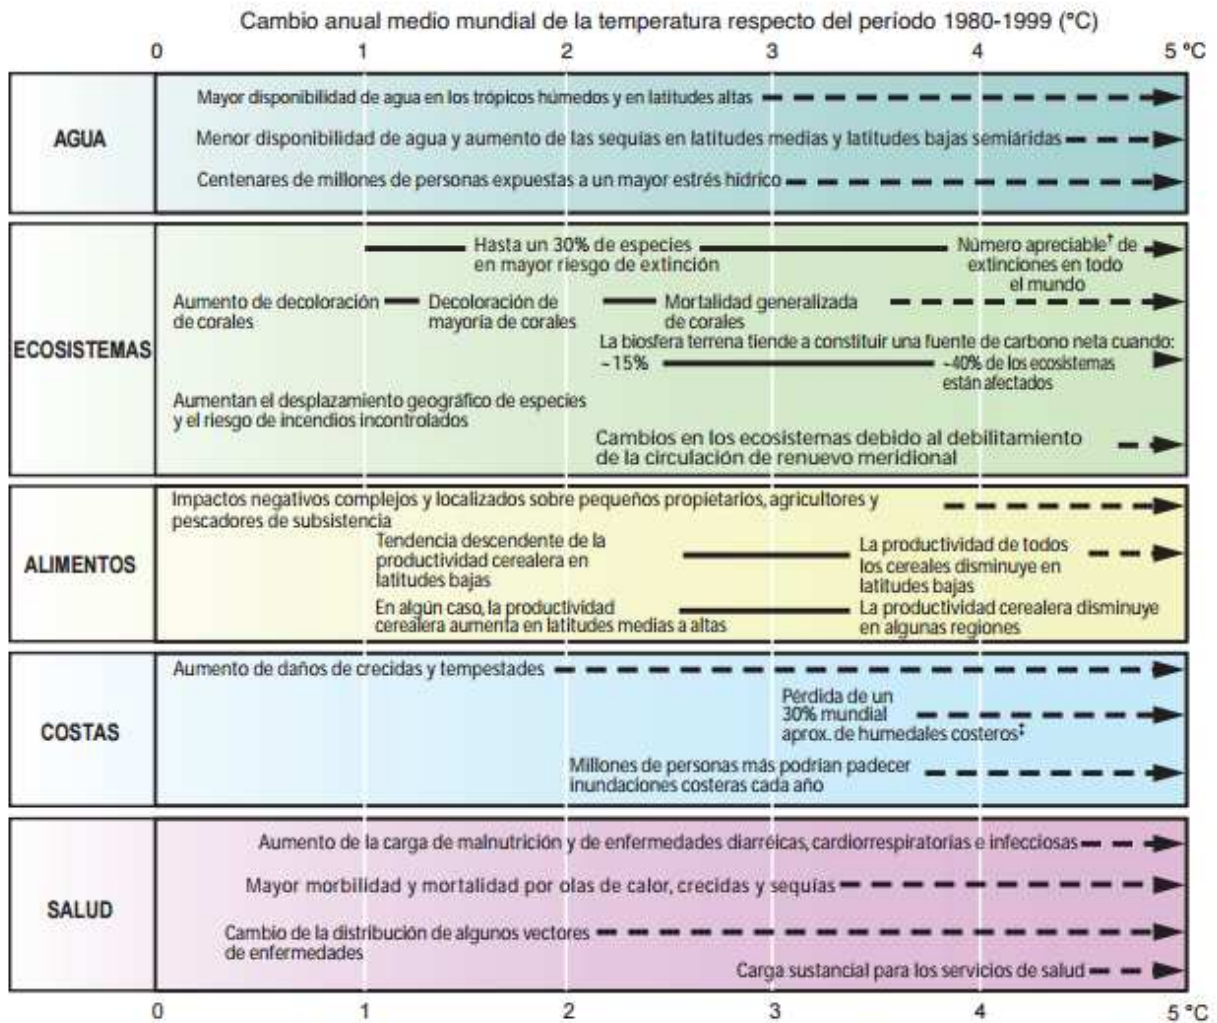 Cambio anual medio mundial de la temperatura respecto del período 1980-1999 (°C)
0 1 2 3 4 5 °C
AGUA
Mayor disponibilidad de agua en los trópicos húmedos y en latitudes altas
Menor disponibilidad de agua y aumento de las sequías en latitudes medias y latitudes bajas semiáridas
Centenares de millones de personas expuestas a un mayor estrés hídrico
ECOSISTEMAS
Hasta un 30% de especies
en mayor riesgo de extinción
Número apreciable† de
extinciones en todo
el mundo
Aumento de decoloración
de corales
Decoloración de
mayoría de corales
Mortalidad generalizada
de corales
La biosfera terrena tiende a constituir una fuente de carbono neta cuando:
~15%
~40% de los ecosistemas
están afectados
Aumentan el desplazamiento geográfico de especies
y el riesgo de incendios incontrolados
Cambios en los ecosistemas debido al debilitamiento
de la circulación de renuevo meridional
ALIMENTOS
Impactos negativos complejos y localizados sobre pequeños propietarios, agricultores y
pescadores de subsistencia
Tendencia descendente de la
productividad cerealera en
latitudes bajas
La productividad de todos
los cereales disminuye en
latitudes bajas
En algún caso, la productividad
cerealera aumenta en latitudes medias a altas
La productividad cerealera disminuye
en algunas regiones
COSTAS
Aumento de daños de crecidas y tempestades
Pérdida de un
30% mundial
aprox. de humedales costeros‡
Millones de personas más podrían padecer
inundaciones costeras cada año
SALUD
Aumento de la carga de malnutrición y de enfermedades diarréicas, cardiorrespiratorias e infecciosas
Mayor morbilidad y mortalidad por olas de calor, crecidas y sequías
Cambio de la distribución de algunos vectores
de enfermedades
Carga sustancial para los servicios de salud
0 1 2 3 4 5 °C